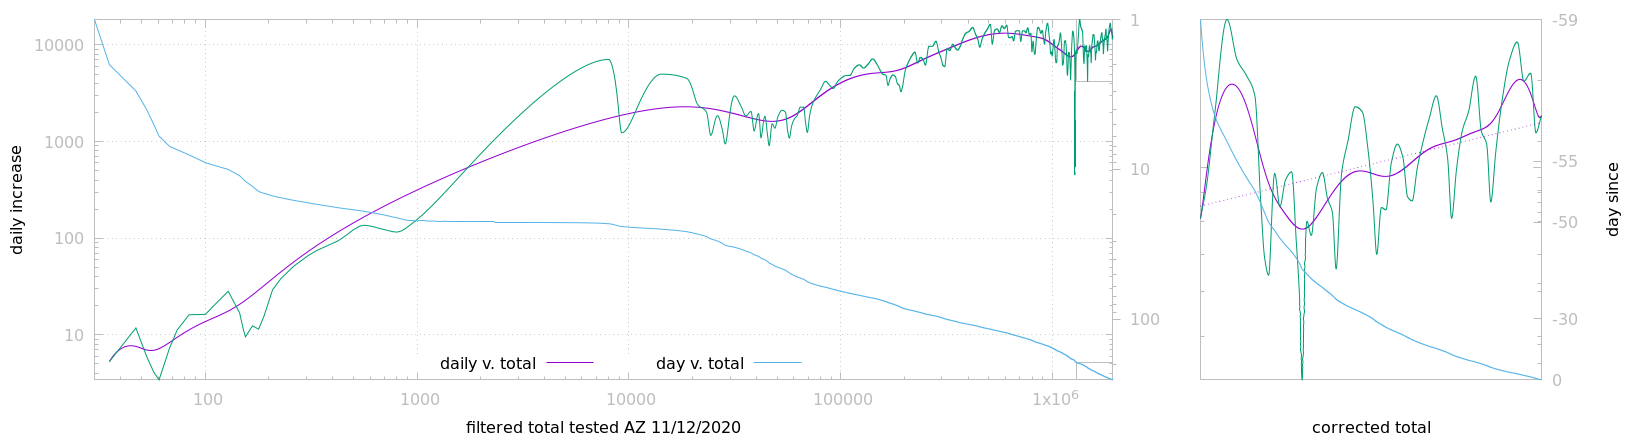 10000
1000
100
10
daily increase
100
1000
10000
100000
1x10⁶
1
10
100
daily v. total
day v. total
filtered total tested AZ 11/12/2020
-59
-55
-50
-30
0
day since
corrected total